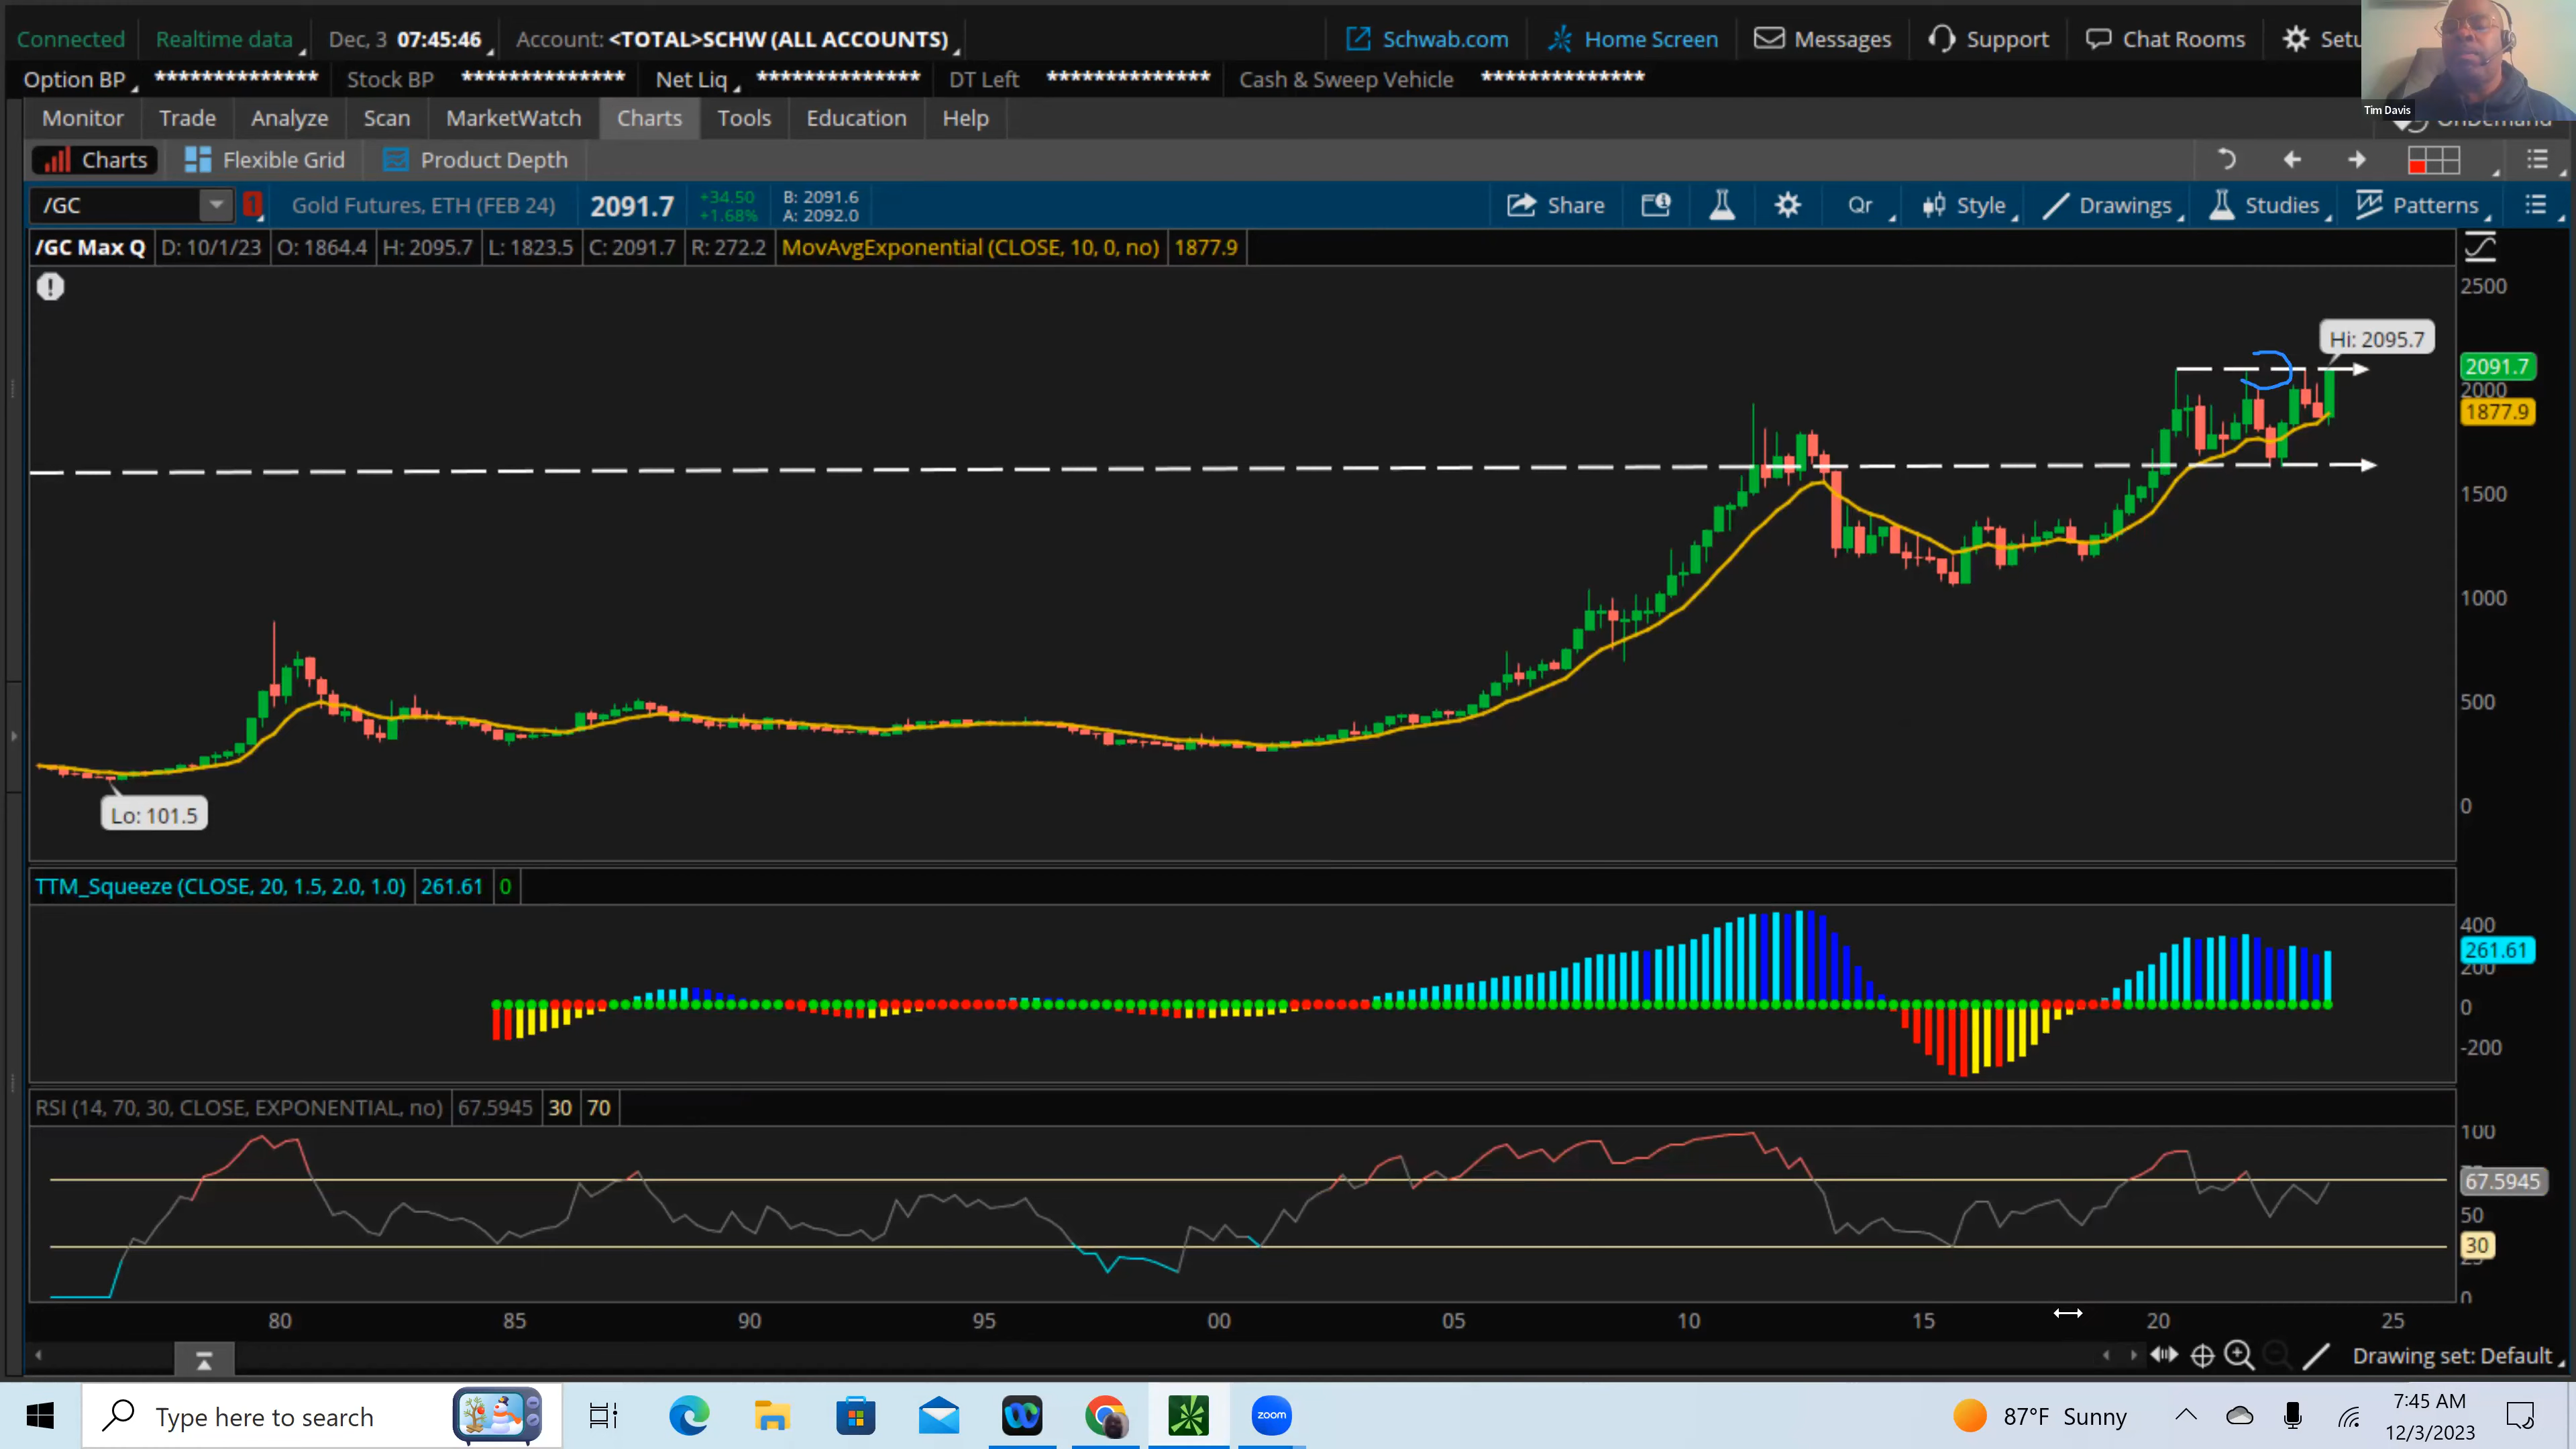 Connected Realtime data Dec, 3 07:45:46 Account: <TOTAL>SCHW (ALL ACCOUNTS) Schwab.com Home Screen Messages Support Chat Rooms
Option BP ************** Stock BP ************** Net Liq ************** DT Left ************** Cash & Sweep Vehicle **************
Tim Davis
Monitor Trade Analyze Scan MarketWatch Charts Tools Education Help OnDemand
Charts Flexible Grid Product Depth
/GC 1 Gold Futures, ETH (FEB 24) 2091.7 +34.50 +1.68% B: 2091.6 A: 2092.0 Share Qr Style Drawings Studies Patterns
/GC Max Q D: 10/1/23 O: 1864.4 H: 2095.7 L: 1823.5 C: 2091.7 R: 272.2 MovAvgExponential (CLOSE, 10, 0, no) 1877.9
2500
Hi: 2095.7
2091.7
2000
1877.9
1500
1000
500
0
Lo: 101.5
TTM_Squeeze (CLOSE, 20, 1.5, 2.0, 1.0) 261.61 0
400
261.61
200
0
-200
RSI (14, 70, 30, CLOSE, EXPONENTIAL, no) 67.5945 30 70
100
67.5945
50
30
25
0
80 85 90 95 00 05 10 15 20 25
Drawing set: Default
Type here to search zoom 87°F Sunny 7:45 AM
12/3/2023